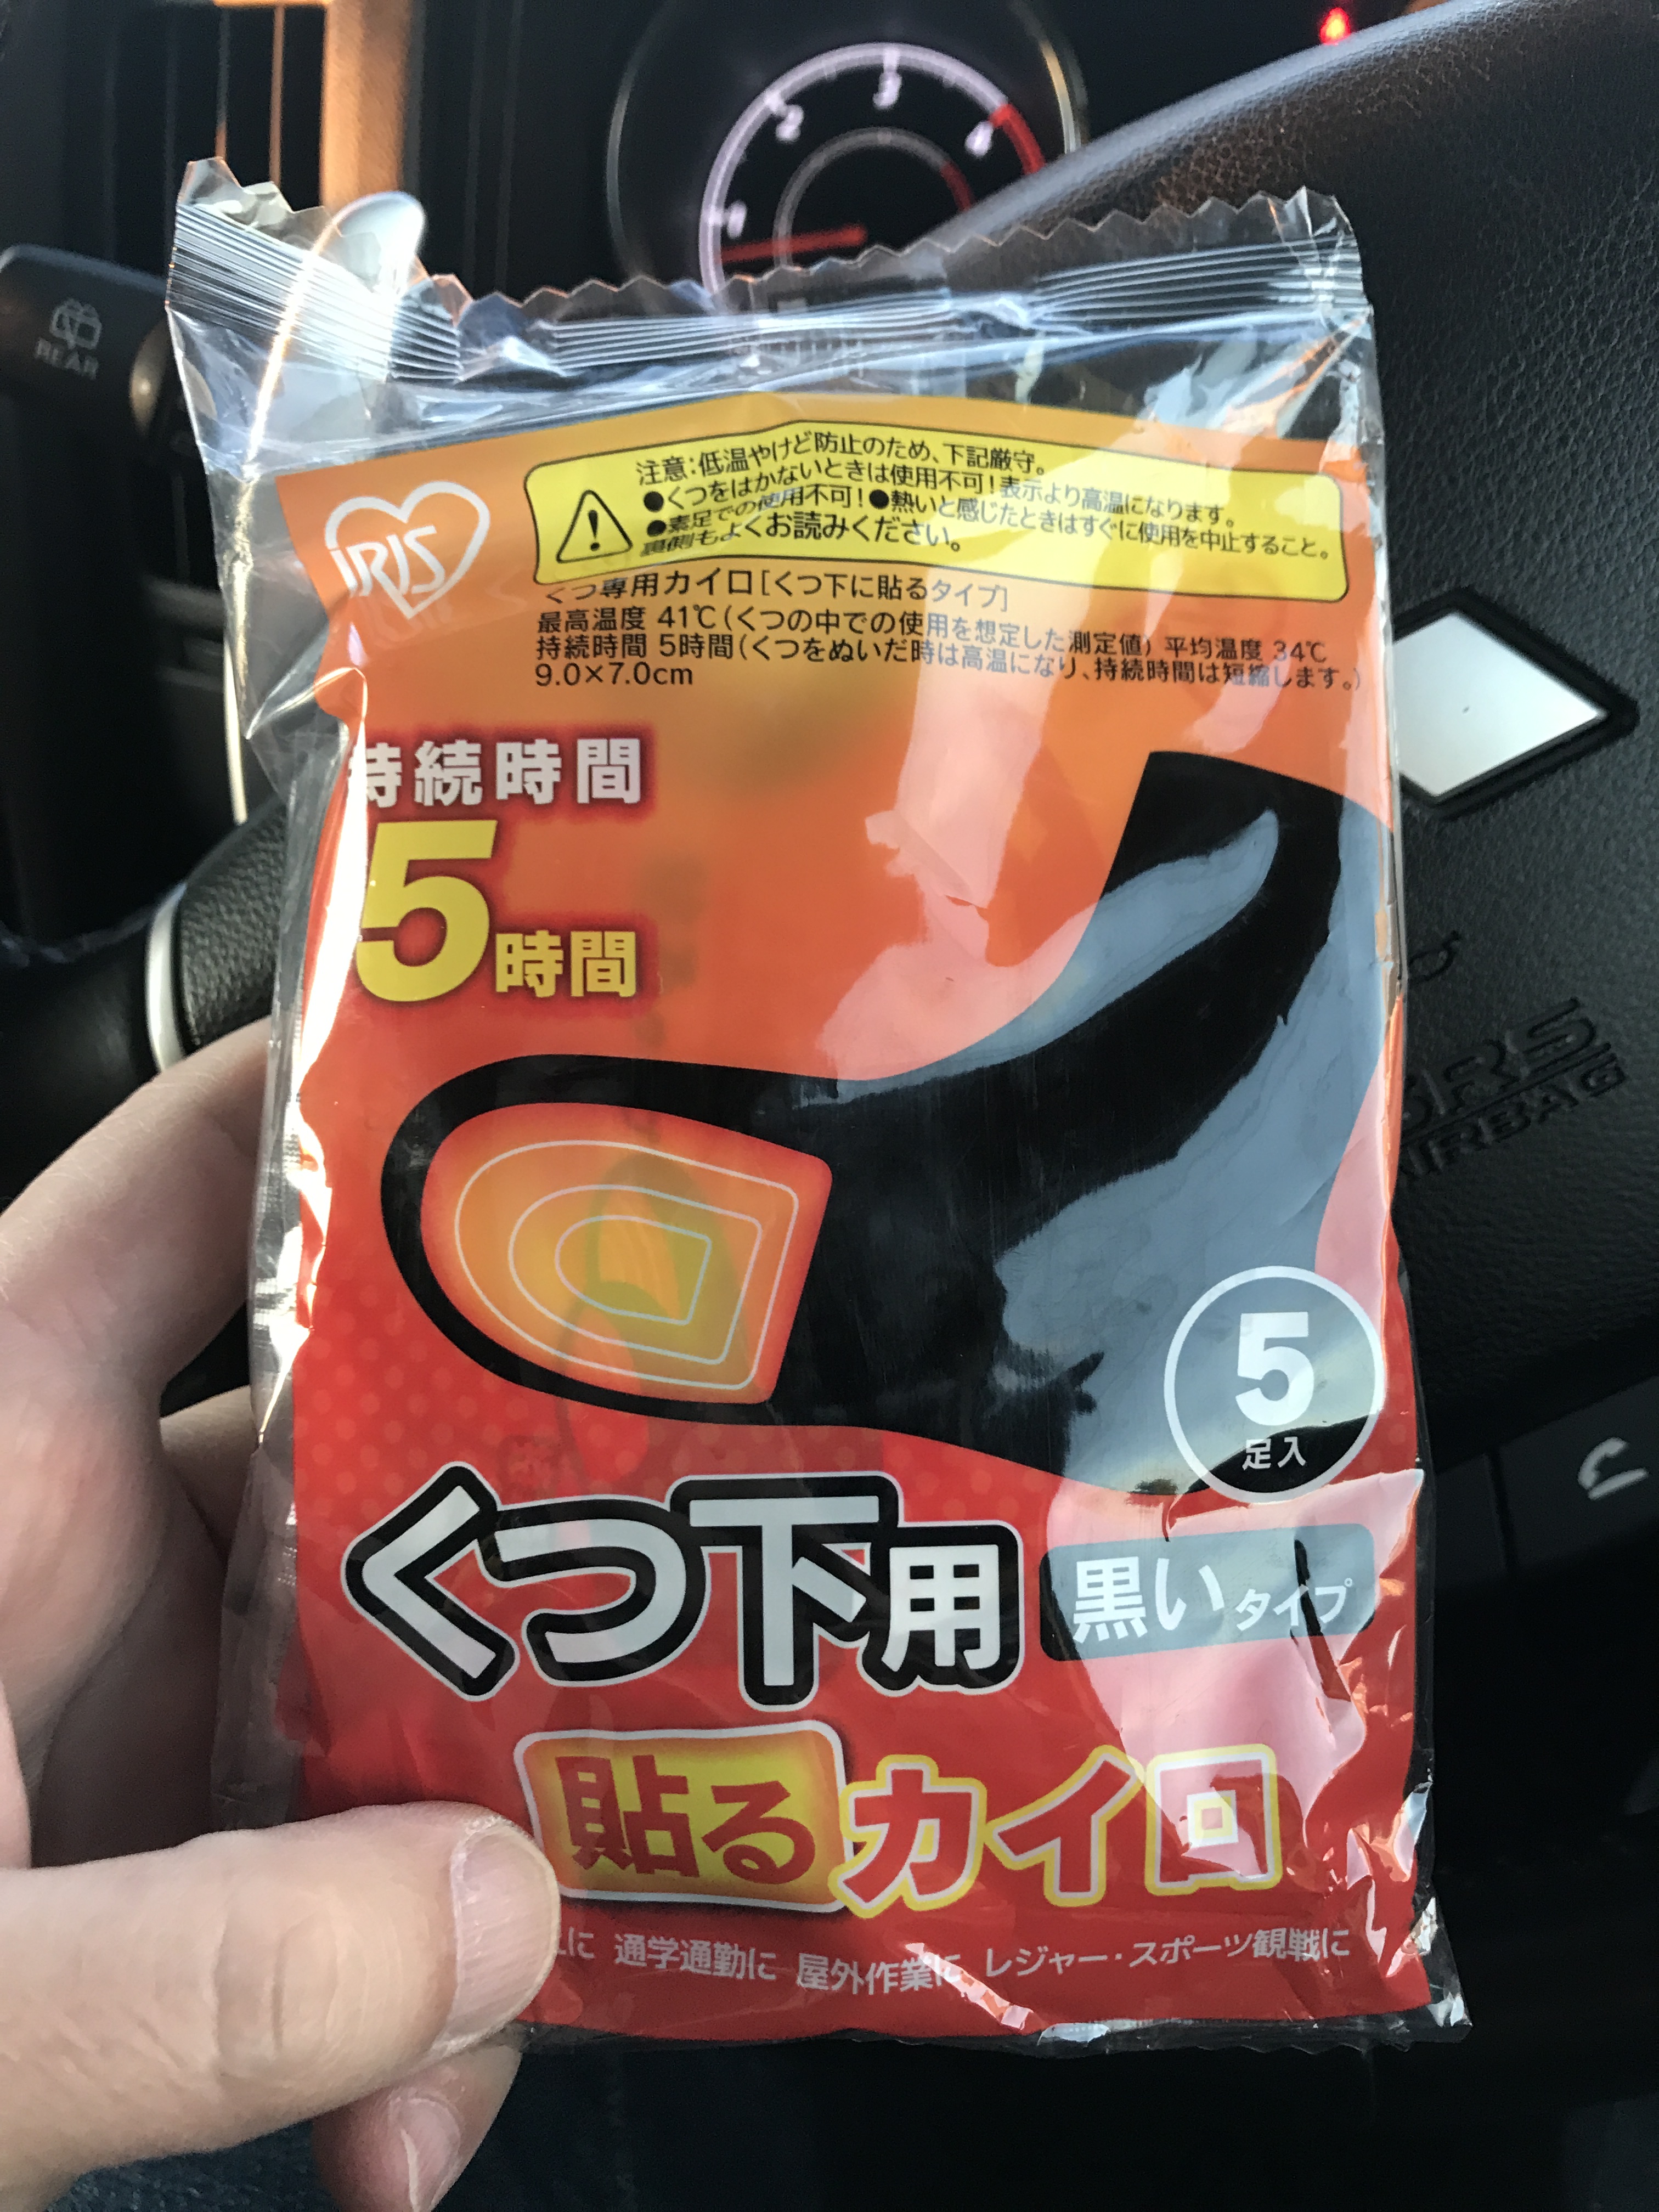 0 1 2 3 4
REAR
IRIS
注意:低温やけど防止のため、下記厳守。
●くつをはかないときは使用不可!表示より高温になります。
●素足での使用不可!●熱いと感じたときはすぐに使用を中止すること。
裏側もよくお読みください。
くつ専用カイロ[くつ下に貼るタイプ]
最高温度 41℃(くつの中での使用を想定した測定値) 平均温度 34℃
持続時間 5時間(くつをぬいだ時は高温になり、持続時間は短縮します。)
9.0×7.0cm
持続時間
5時間
SRS
AIRBAG
5
足入
くつ下用
黒いタイプ
貼るカイロ
に 通学通勤に 屋外作業に レジャー・スポーツ観戦に